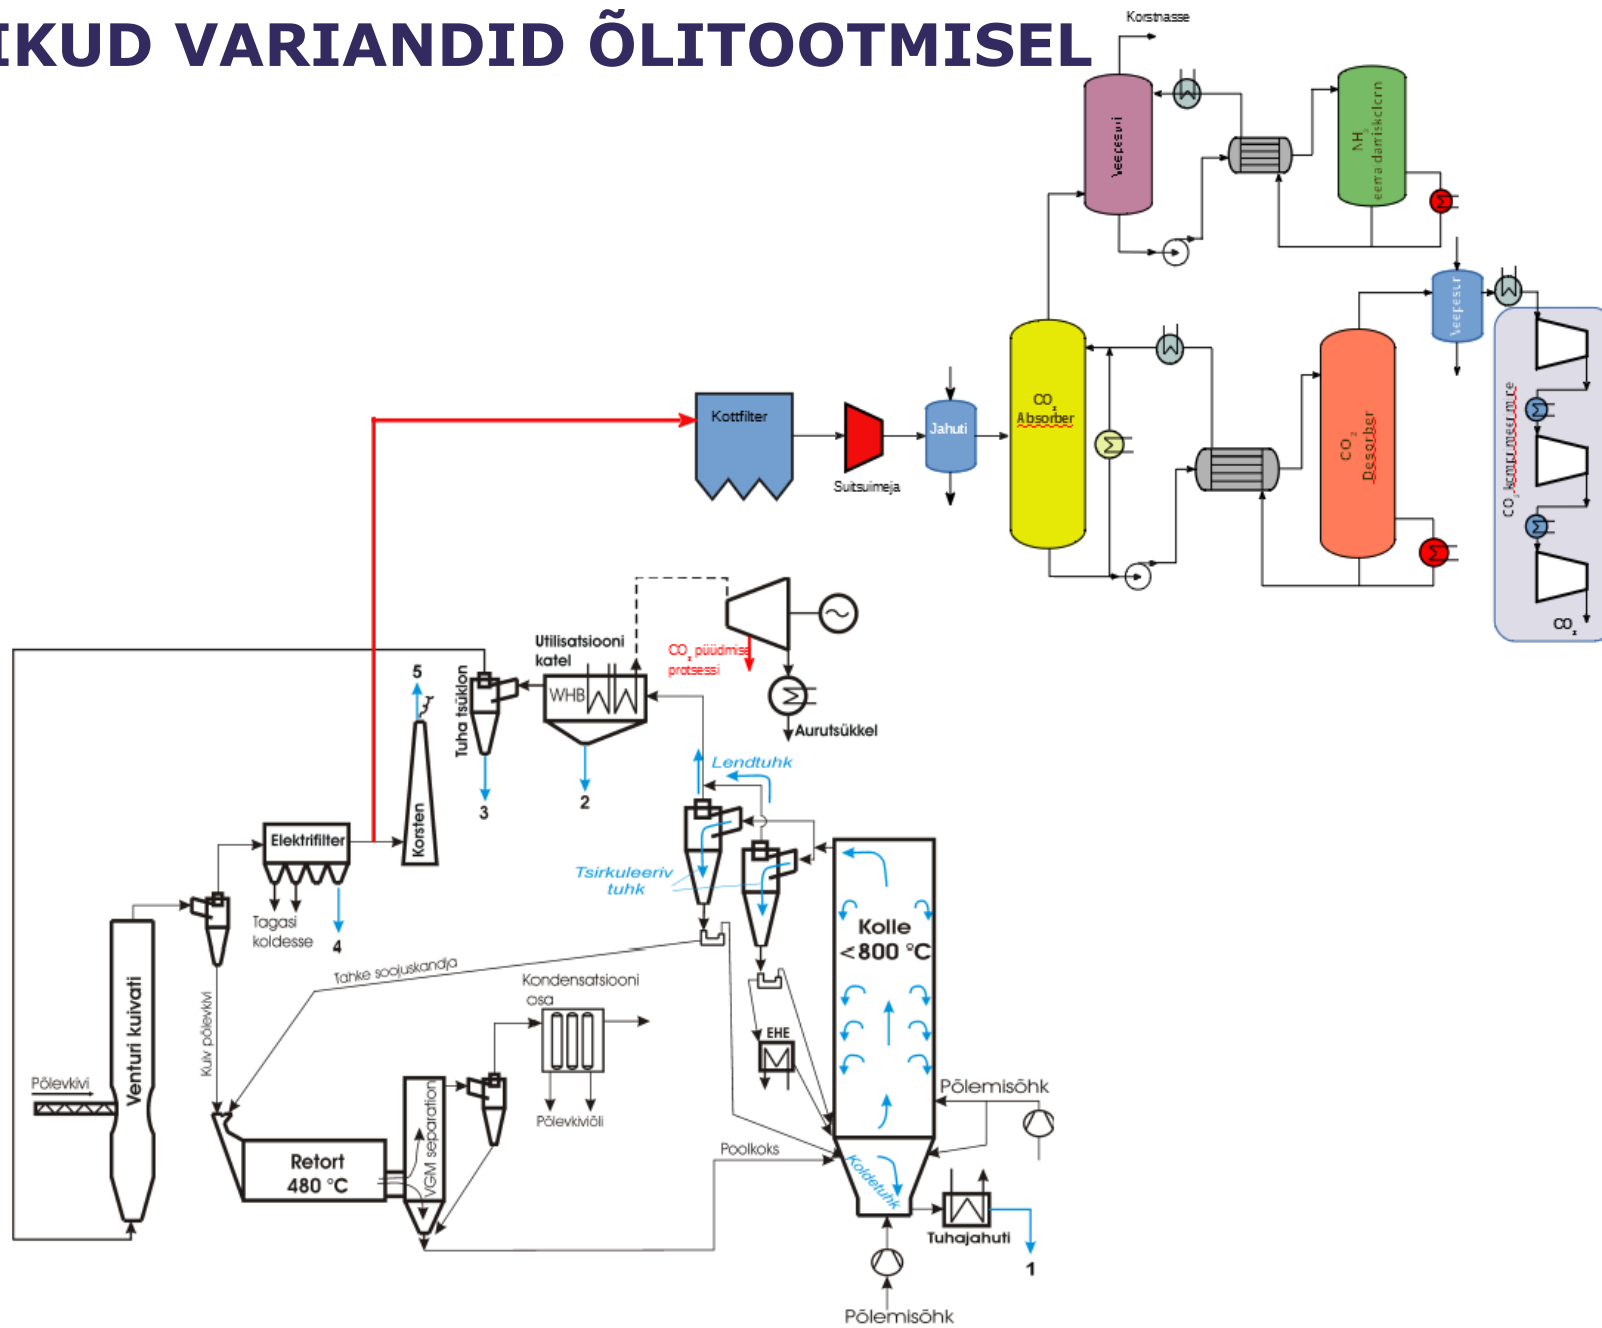 IKUD VARIANDID ÕLITOOTMISEL
Korstnasse
NH3
Kottfilter
Suitsuimeja
Jahuti
CO2
Absorber
CO2
Desorber
CO2
Utilisatsiooni
katel
WHB
CO2 püüdmise
protsessi
Aurutsükkel
Tuha tsüklon
5
3
2
Lendtuhk
Korsten
Elektrifilter
Tagasi
koldesse
4
Tsirkuleeriv
tuhk
Kolle
<800 °C
Tahke soojuskandja
Kondensatsiooni
osa
Kuiv põlevkivi
Venturi kuivati
EHE
Põlevkivi
Põlevkiviõli
Põlemisõhk
VGM separation
Retort
480 °C
Poolkoks
Koldetuhk
Tuhajahuti
1
Põlemisõhk